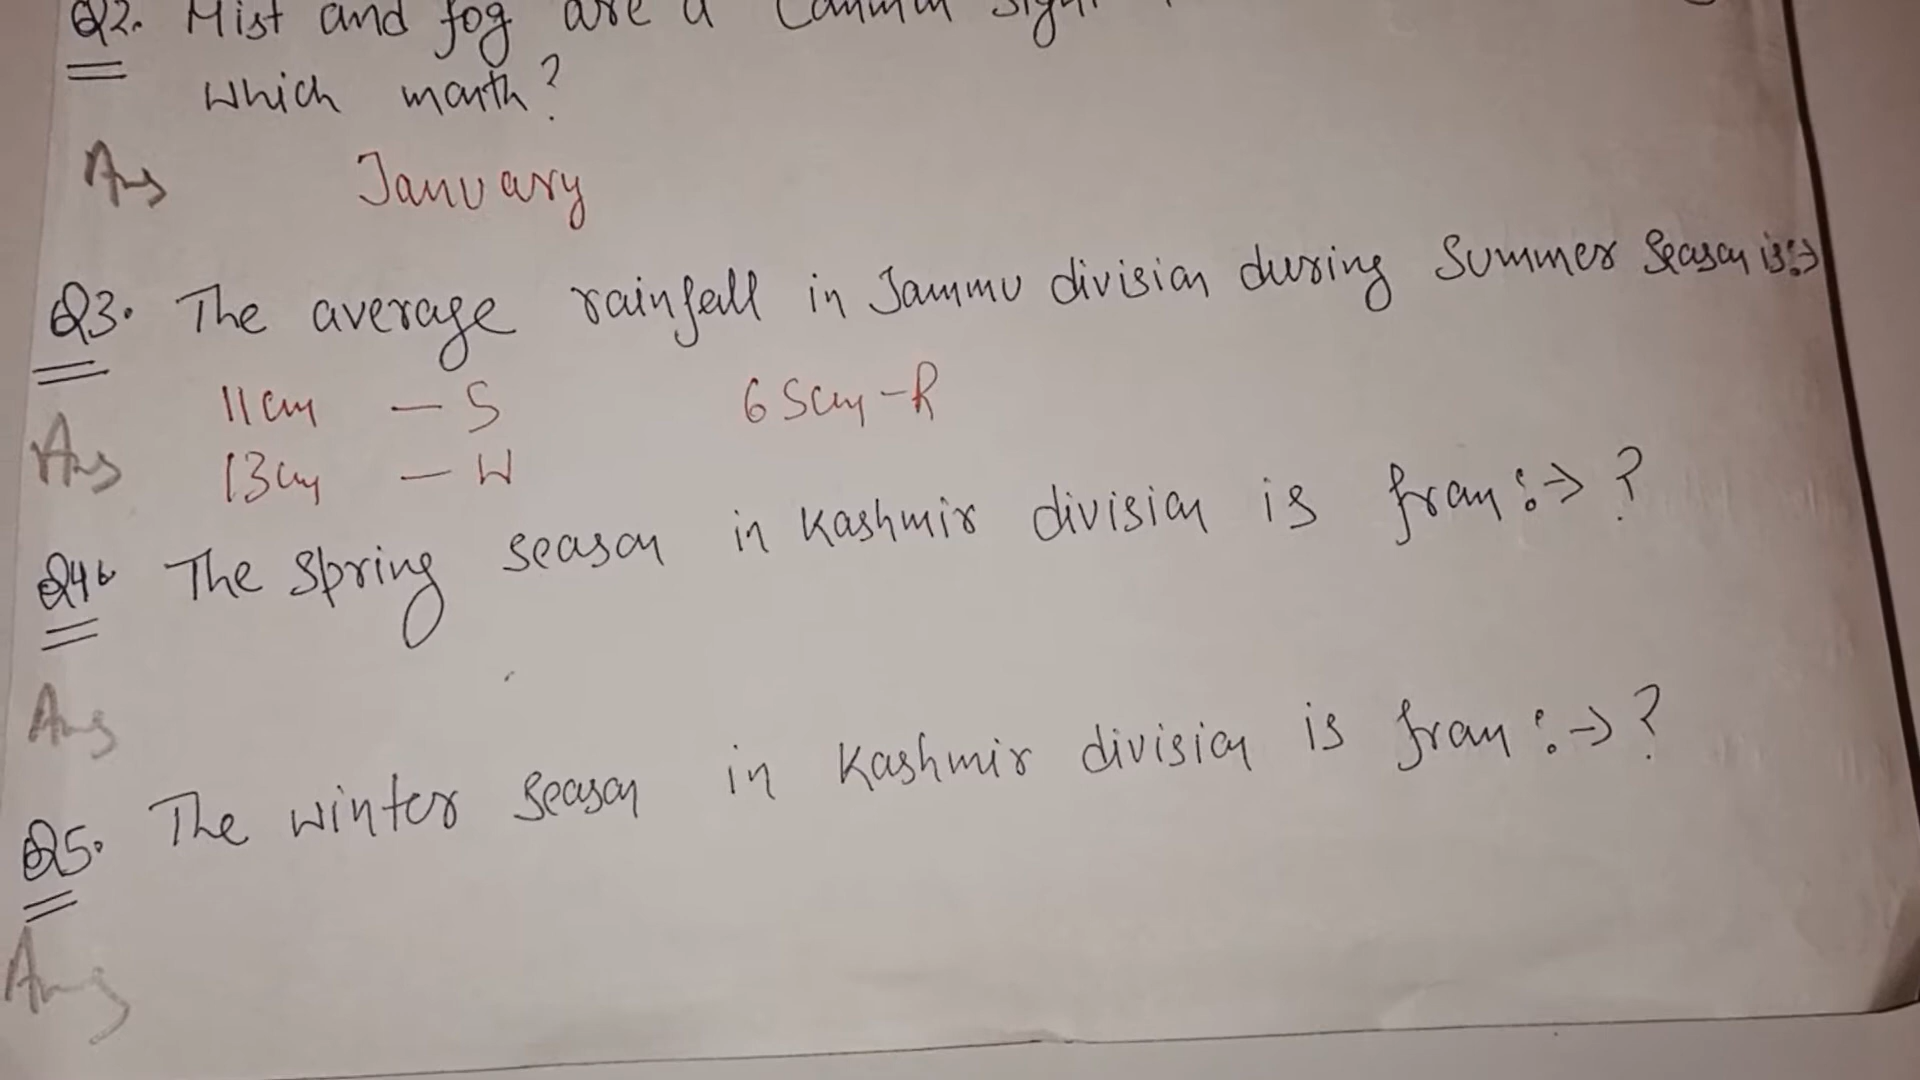 Q2. Mist and fog are a common sight
which month?
Ans January
Q3. The average rainfall in Jammu division during Summer Season is :→
11cm – S 65cm – R
Ans 13cm – W
Q4. The Spring season in Kashmir division is from :→ ?
Ans
Q5. The winter season in Kashmir division is from :→ ?
Ans